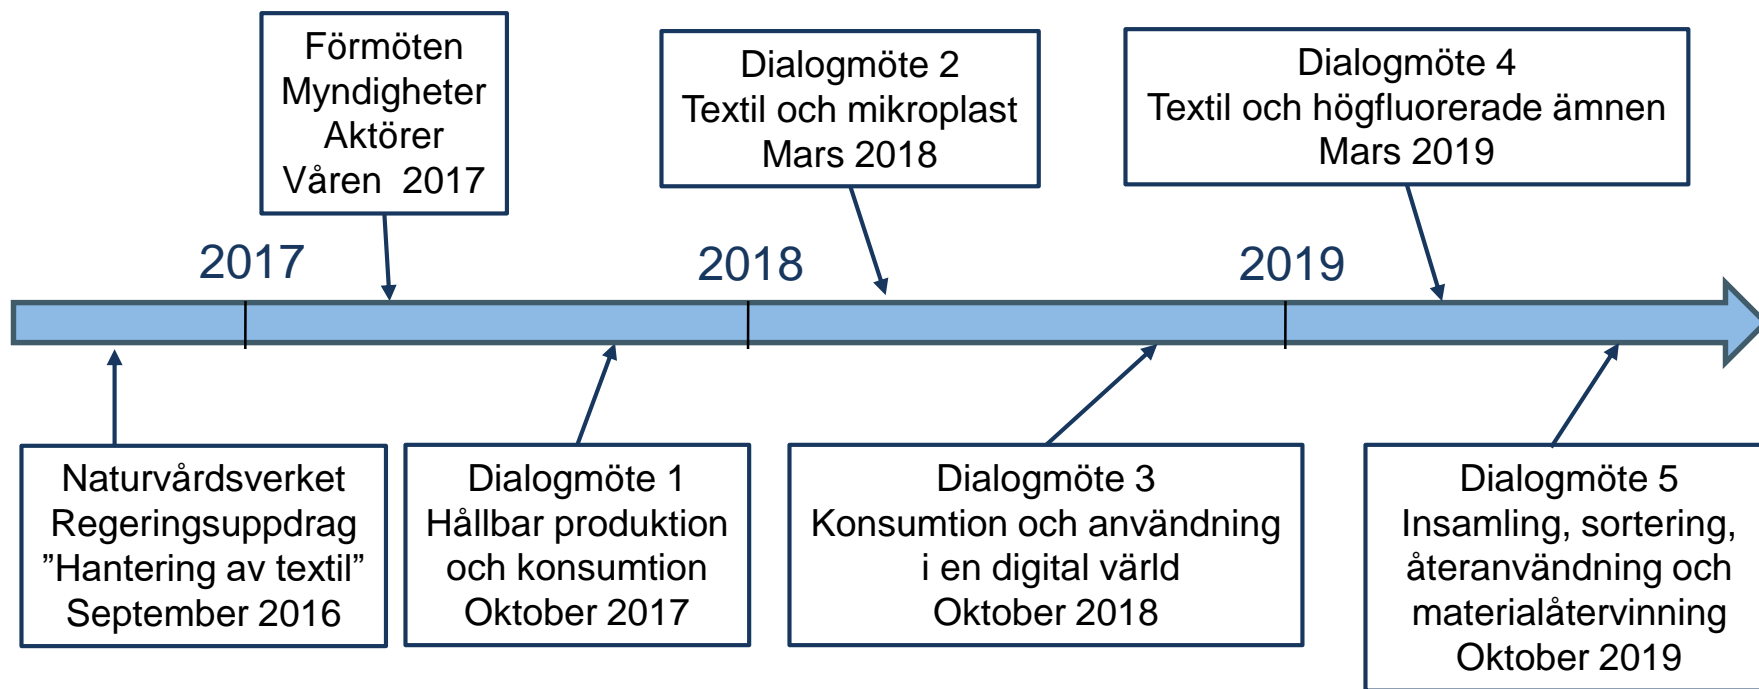 Förmöten
Myndigheter
Aktörer
Våren  2017
Dialogmöte 2
Textil och mikroplast
Mars 2018
Dialogmöte 4
Textil och högfluorerade ämnen
Mars 2019
2017
2018
2019
Naturvårdsverket
Regeringsuppdrag
”Hantering av textil”
September 2016
Dialogmöte 1
Hållbar produktion
och konsumtion
Oktober 2017
Dialogmöte 3
Konsumtion och användning
i en digital värld
Oktober 2018
Dialogmöte 5
Insamling, sortering,
återanvändning och
materialåtervinning
Oktober 2019